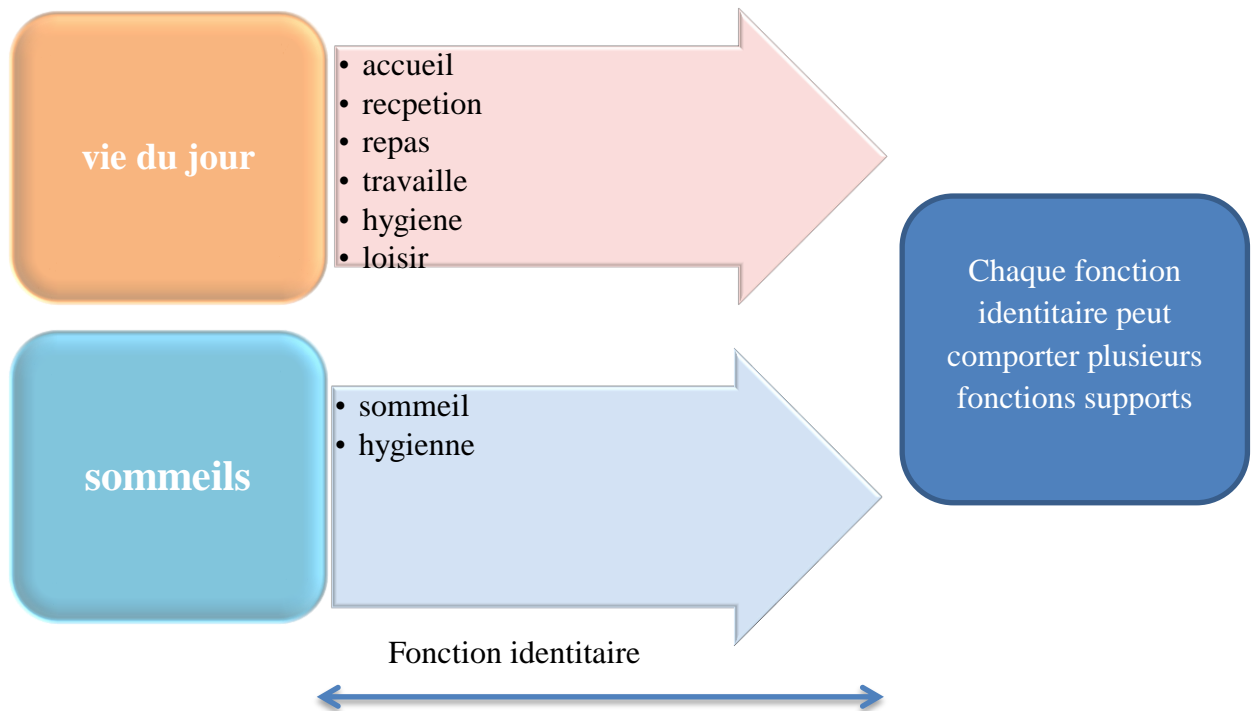 vie du jour
• accueil
• recpetion
• repas
• travaille
• hygiene
• loisir
sommeils
• sommeil
• hygienne
Chaque fonction
identitaire peut
comporter plusieurs
fonctions supports
Fonction identitaire